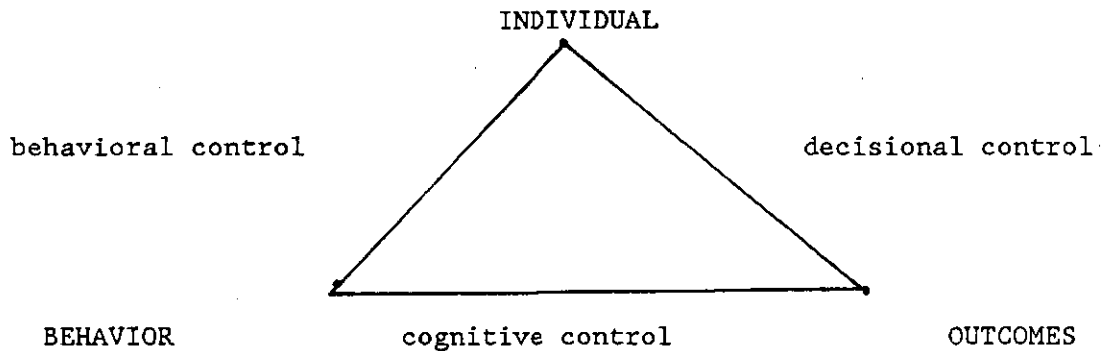 INDIVIDUAL
behavioral control decisional control
BEHAVIOR cognitive control OUTCOMES